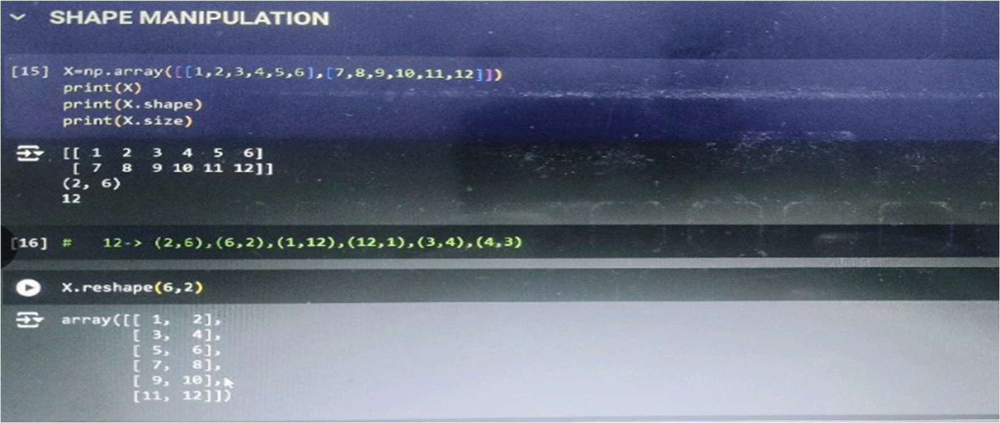 SHAPE MANIPULATION
[15] X=np.array([[1,2,3,4,5,6],[7,8,9,10,11,12]])
print(X)
print(X.shape)
print(X.size)
[[ 1  2  3  4  5  6]
 [ 7  8  9 10 11 12]]
(2, 6)
12
[16] #   12-> (2,6),(6,2),(1,12),(12,1),(3,4),(4,3)
X.reshape(6,2)
array([[ 1,  2],
       [ 3,  4],
       [ 5,  6],
       [ 7,  8],
       [ 9, 10],
       [11, 12]])